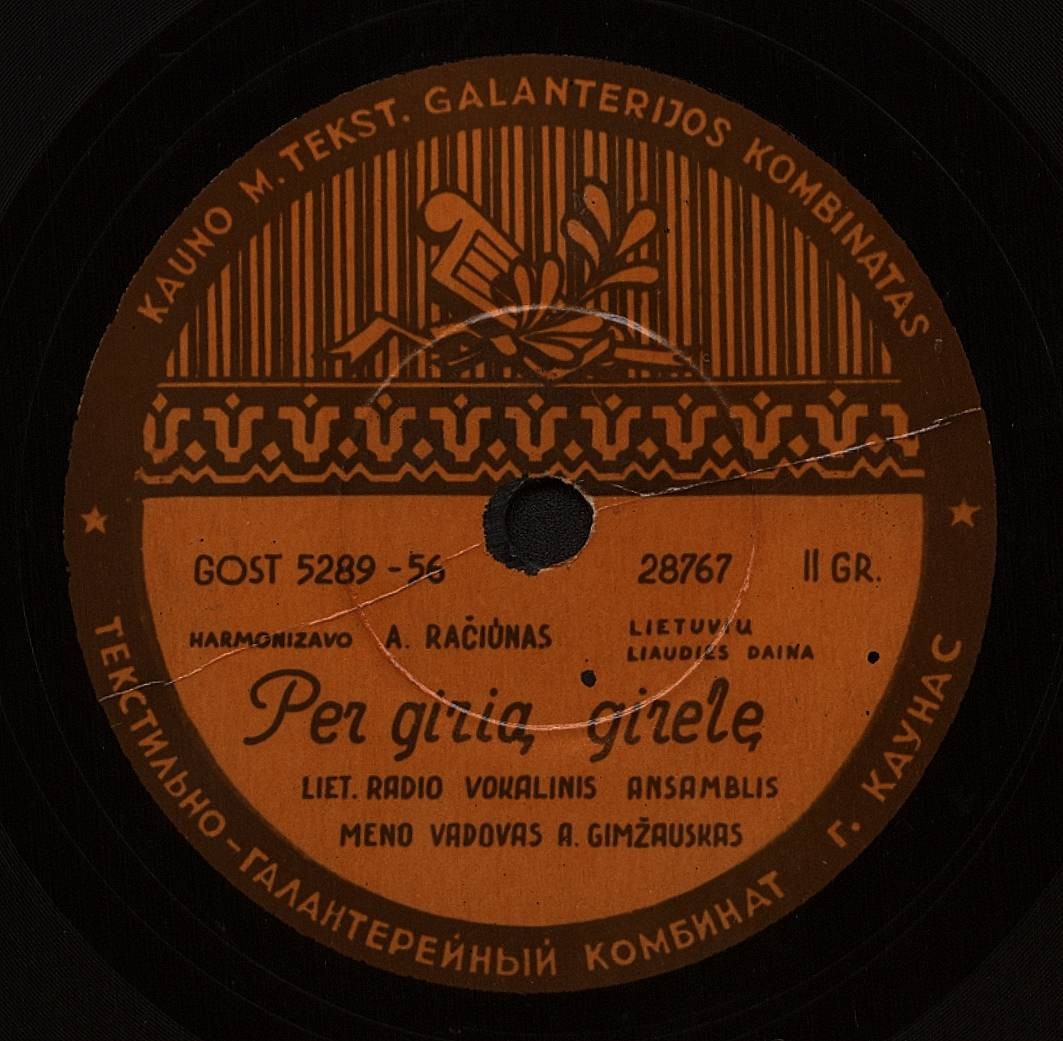 KAUNO M. TEKST. GALANTERIJOS KOMBINATAS
GOST 5289-56 28767 II GR.
HARMONIZAVO A. RAČIŪNAS LIETUVIŲ
LIAUDIES DAINA
Per girią, girelę
LIET. RADIO VOKALINIS ANSAMBLIS
MENO VADOVAS A. GIMŽAUSKAS
ТЕКСТИЛЬНО-ГАЛАНТЕРЕЙНЫЙ КОМБИНАТ Г. КАУНАС